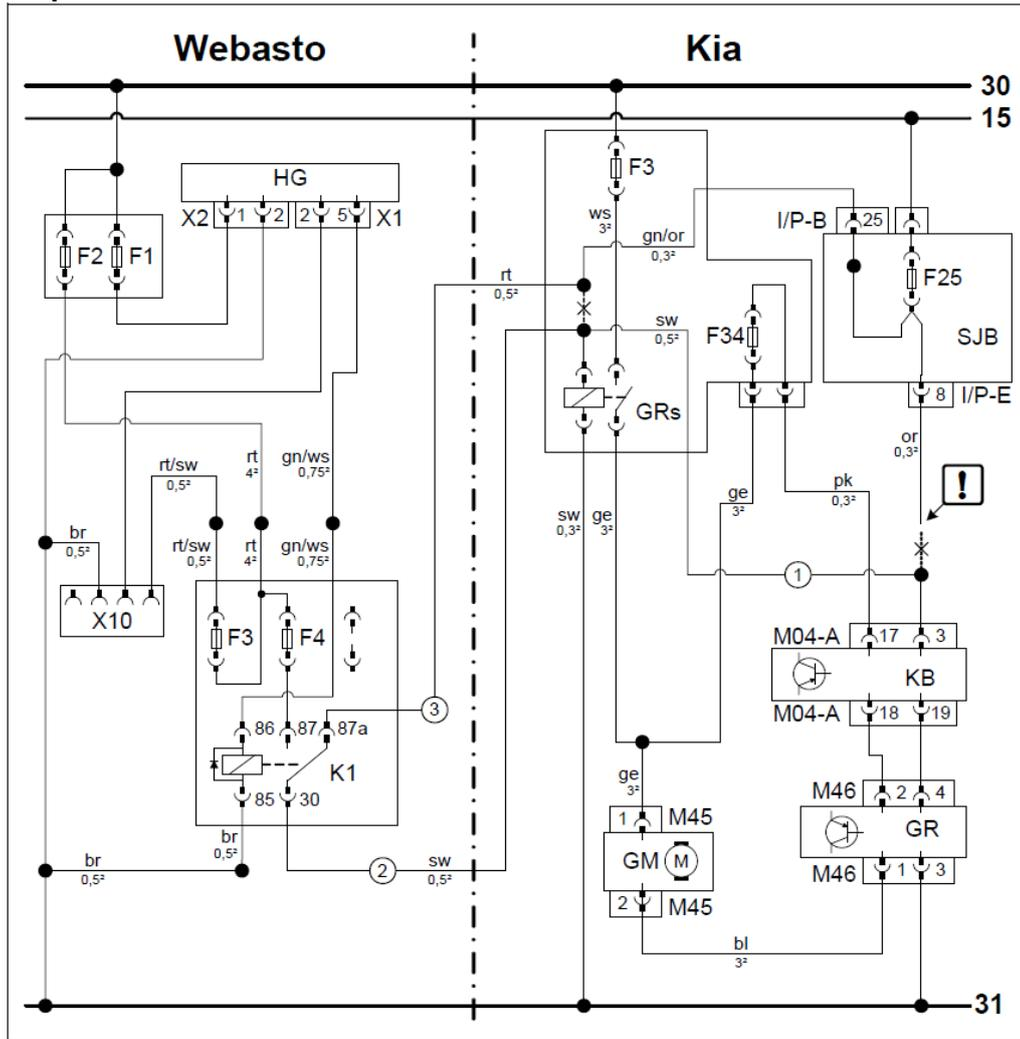 Webasto
Kia
30
15
HG
X2 1 2 2 5 X1
F2 F1
F3
ws
3²
gn/or
0,3²
I/P-B 25
F25
SJB
rt
0,5²
sw
0,5²
F34
GRs
8 I/P-E
or
0,3²
!
rt/sw
0,5²
rt
4²
gn/ws
0,75²
rt/sw
0,5²
rt
4²
gn/ws
0,75²
br
0,5²
X10
sw
0,3²
ge
3²
ge
3²
pk
0,3²
1
F3 F4
M04-A 17 3
KB
M04-A 18 19
3
86 87 87a
K1
85 30
br
0,5²
br
0,5²
2
sw
0,5²
ge
3²
1 M45
GM M
2 M45
M46 2 4
GR
M46 1 3
bl
3²
31